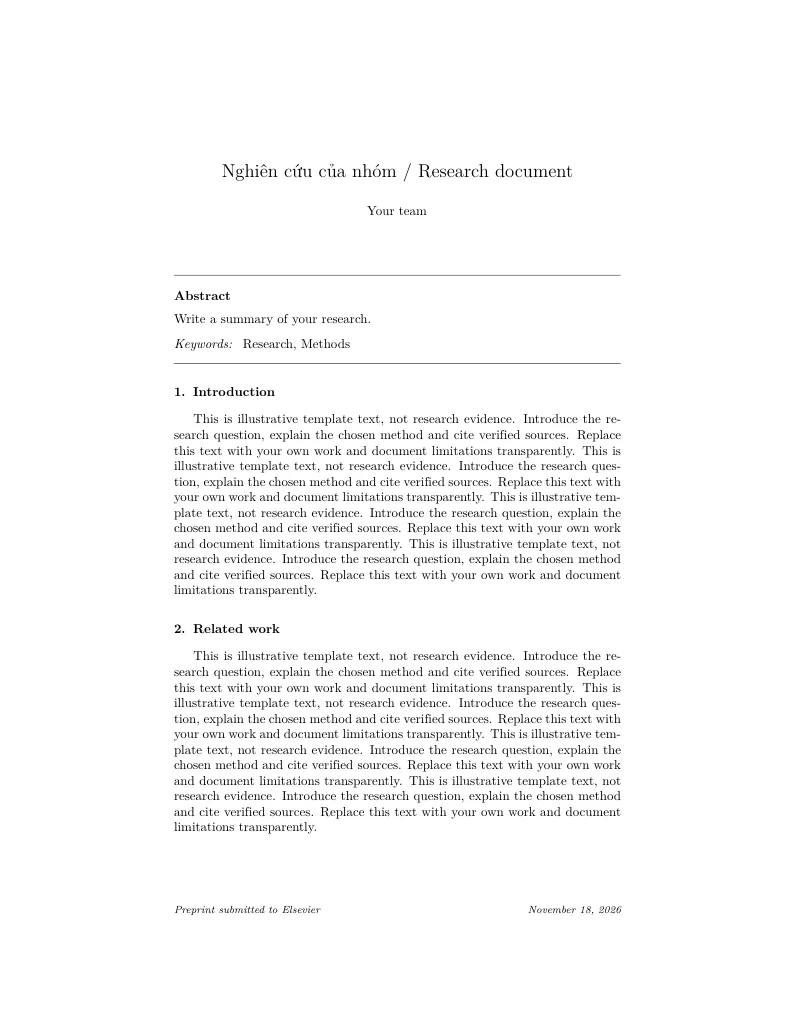 Nghiên cứu của nhóm / Research document
Your team
Abstract
Write a summary of your research.
Keywords: Research, Methods
1. Introduction
This is illustrative template text, not research evidence. Introduce the re-
search question, explain the chosen method and cite verified sources. Replace
this text with your own work and document limitations transparently. This is
illustrative template text, not research evidence. Introduce the research ques-
tion, explain the chosen method and cite verified sources. Replace this text with
your own work and document limitations transparently. This is illustrative tem-
plate text, not research evidence. Introduce the research question, explain the
chosen method and cite verified sources. Replace this text with your own work
and document limitations transparently. This is illustrative template text, not
research evidence. Introduce the research question, explain the chosen method
and cite verified sources. Replace this text with your own work and document
limitations transparently.
2. Related work
This is illustrative template text, not research evidence. Introduce the re-
search question, explain the chosen method and cite verified sources. Replace
this text with your own work and document limitations transparently. This is
illustrative template text, not research evidence. Introduce the research ques-
tion, explain the chosen method and cite verified sources. Replace this text with
your own work and document limitations transparently. This is illustrative tem-
plate text, not research evidence. Introduce the research question, explain the
chosen method and cite verified sources. Replace this text with your own work
and document limitations transparently. This is illustrative template text, not
research evidence. Introduce the research question, explain the chosen method
and cite verified sources. Replace this text with your own work and document
limitations transparently.
Preprint submitted to Elsevier November 18, 2026